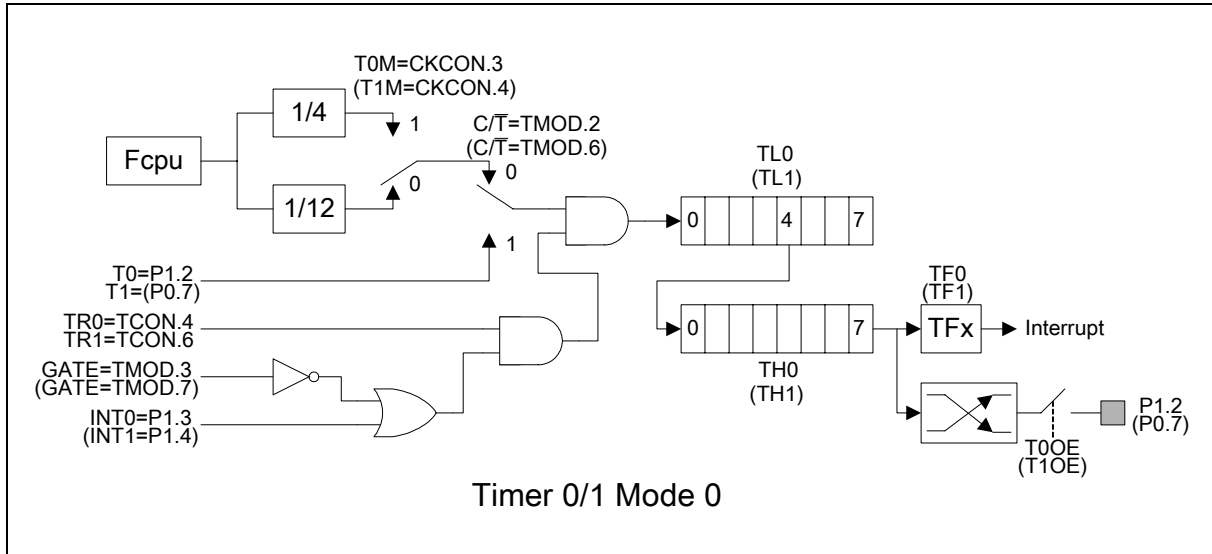 T0M=CKCON.3
(T1M=CKCON.4)
1/4
1
C/T̅=TMOD.2
(C/T̅=TMOD.6)
Fcpu
0
0
1/12
TL0
(TL1)
0 4 7
1
T0=P1.2
T1=(P0.7)
TF0
(TF1)
TR0=TCON.4
TR1=TCON.6
0 7
TFx
Interrupt
GATE=TMOD.3
(GATE=TMOD.7)
TH0
(TH1)
INT0=P1.3
(INT1=P1.4)
P1.2
(P0.7)
T0OE
(T1OE)
Timer 0/1 Mode 0